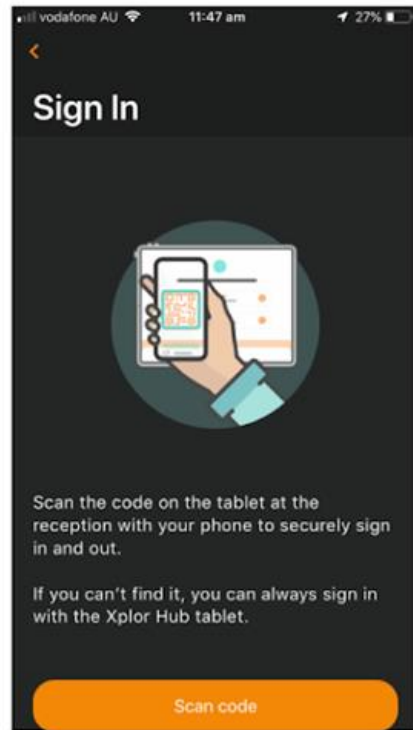 vodafone AU
11:47 am
27%
Sign In
Scan the code on the tablet at the
reception with your phone to securely sign
in and out.
If you can't find it, you can always sign in
with the Xplor Hub tablet.
Scan code